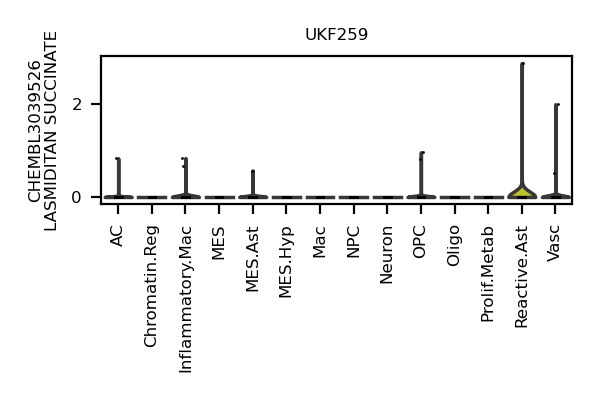 UKF259
CHEMBL3039526
LASMIDITAN SUCCINATE
2
0
AC
Chromatin.Reg
Inflammatory.Mac
MES
MES.Ast
MES.Hyp
Mac
NPC
Neuron
OPC
Oligo
Prolif.Metab
Reactive.Ast
Vasc